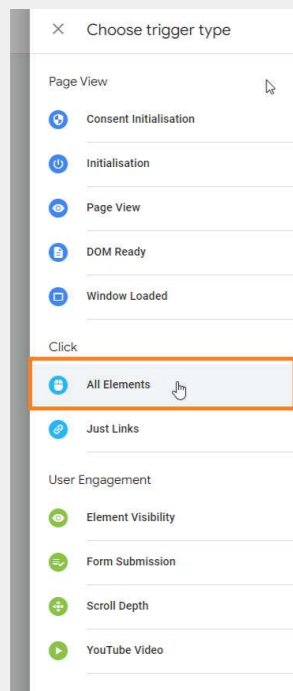 Choose trigger type
Page View
Consent Initialisation
Initialisation
Page View
DOM Ready
Window Loaded
Click
All Elements
Just Links
User Engagement
Element Visibility
Form Submission
Scroll Depth
YouTube Video